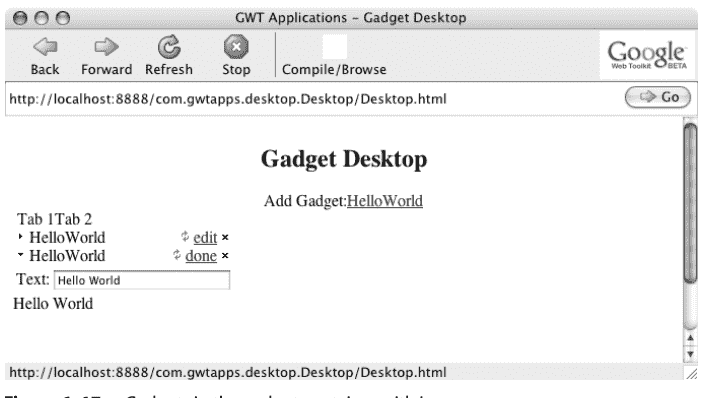 GWT Applications – Gadget Desktop
Back Forward Refresh Stop Compile/Browse
Google
Web Toolkit BETA
http://localhost:8888/com.gwtapps.desktop.Desktop/Desktop.html Go
Gadget Desktop
Add Gadget:HelloWorld
Tab 1Tab 2
HelloWorld edit ×
HelloWorld done ×
Text: Hello World
Hello World
http://localhost:8888/com.gwtapps.desktop.Desktop/Desktop.html